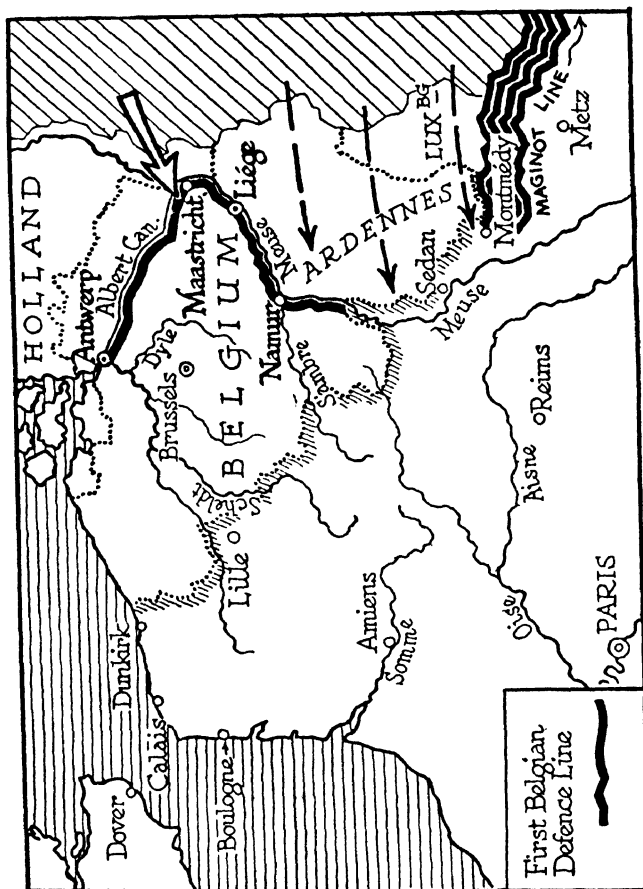 HOLLAND
Antwerp
Albert Can.
Maastricht
Liége
Dyle
Brussels
BELGIUM
Meuse
Namur
ARDENNES
LUX BG
Sedan
Montmédy
MAGINOT LINE
Metz
Meuse
Sambre
Scheldt
Lille
Dunkirk
Calais
Dover
Boulogne
Amiens
Somme
Aisne
Reims
Oise
PARIS
First Belgian
Defence Line